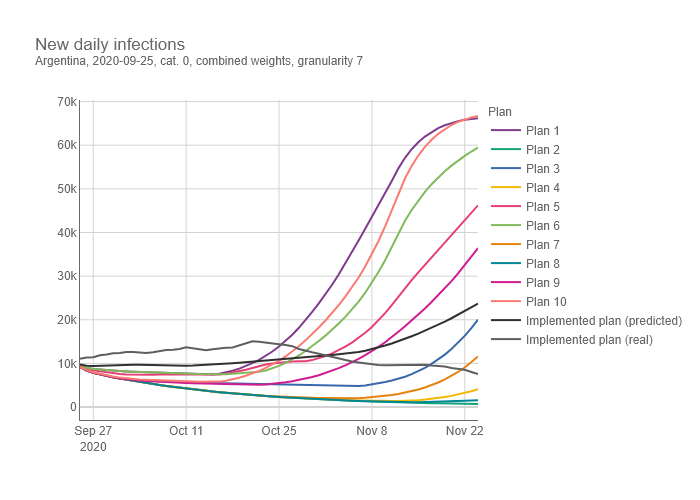 New daily infections
Argentina, 2020-09-25, cat. 0, combined weights, granularity 7
70k
60k
50k
40k
30k
20k
10k
0
Sep 27
2020
Oct 11
Oct 25
Nov 8
Nov 22
Plan
Plan 1
Plan 2
Plan 3
Plan 4
Plan 5
Plan 6
Plan 7
Plan 8
Plan 9
Plan 10
Implemented plan (predicted)
Implemented plan (real)